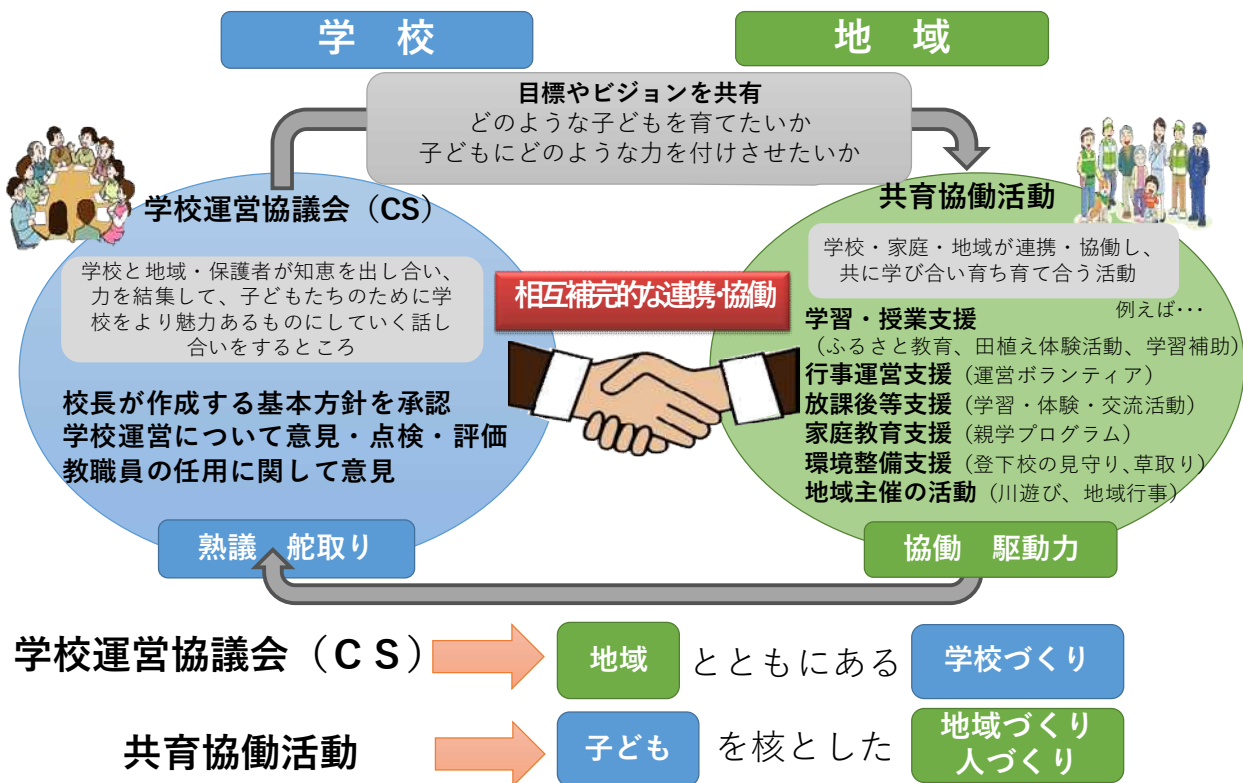 学 校
地 域
目標やビジョンを共有
どのような子どもを育てたいか
子どもにどのような力を付けさせたいか
学校運営協議会（CS）
学校と地域・保護者が知恵を出し合い、
力を結集して、子どもたちのために学
校をより魅力あるものにしていく話し
合いをするところ
校長が作成する基本方針を承認
学校運営について意見・点検・評価
教職員の任用に関して意見
熟議 舵取り
相互補完的な連携・協働
共育協働活動
学校・家庭・地域が連携・協働し、
共に学び合い育ち育て合う活動
例えば･･･
学習・授業支援
（ふるさと教育、田植え体験活動、学習補助）
行事運営支援（運営ボランティア）
放課後等支援（学習・体験・交流活動）
家庭教育支援（親学プログラム）
環境整備支援（登下校の見守り、草取り）
地域主催の活動（川遊び、地域行事）
協働 駆動力
学校運営協議会（ＣＳ） 地域 とともにある 学校づくり
共育協働活動 子ども を核とした 地域づくり
人づくり